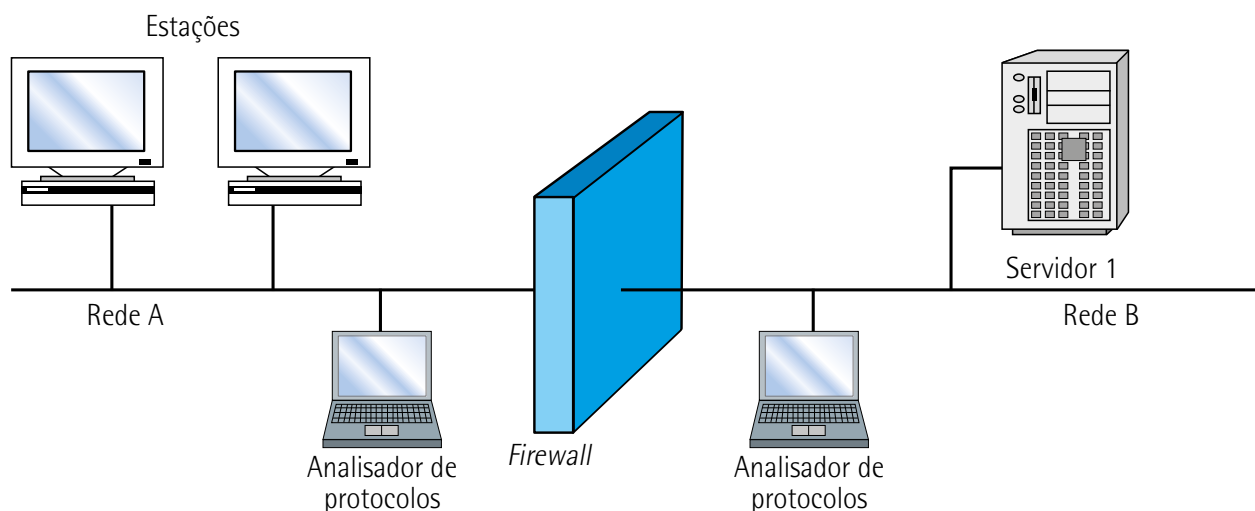 Estações
Servidor 1
Rede A
Rede B
Firewall
Analisador de
protocolos
Analisador de
protocolos